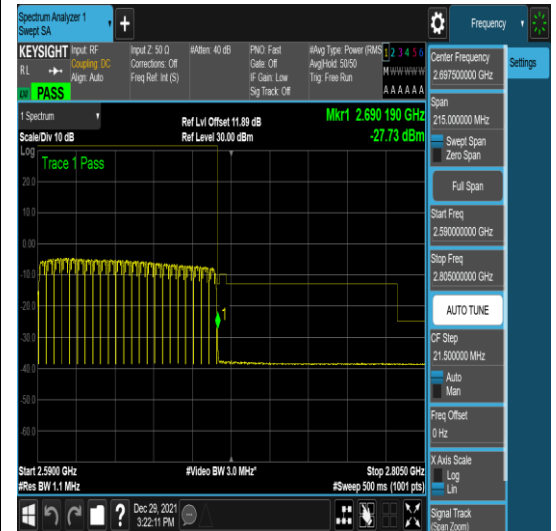 Spectrum Analyzer 1
Swept SA
Frequency
KEYSIGHT
Input: RF
Input Z: 50 Ω
#Atten: 40 dB
PNO: Fast
#Avg Type: Power (RMS
1 2 3 4 5 6
R L
Coupling: DC
Corrections: Off
Gate: Off
Avg|Hold: 50/50
M W W W W W
Align: Auto
Freq Ref: Int (S)
IF Gain: Low
Trig: Free Run
Sig Track: Off
A A A A A A
PASS
1 Spectrum
Ref Lvl Offset 11.89 dB
Mkr1 2.690 190 GHz
Scale/Div 10 dB
Ref Level 30.00 dBm
-27.73 dBm
Log
Trace 1 Pass
20.0
10.0
0.00
-10.0
-20.0
1
-30.0
-40.0
-50.0
-60.0
Start 2.5900 GHz
#Video BW 3.0 MHz*
Stop 2.8050 GHz
#Res BW 1.1 MHz
#Sweep 500 ms (1001 pts)
Dec 29, 2021
3:22:11 PM
Settings
Center Frequency
2.697500000 GHz
Span
215.000000 MHz
Swept Span
Zero Span
Full Span
Start Freq
2.590000000 GHz
Stop Freq
2.805000000 GHz
AUTO TUNE
CF Step
21.500000 MHz
Auto
Man
Freq Offset
0 Hz
X Axis Scale
Log
Lin
Signal Track
(Span Zoom)